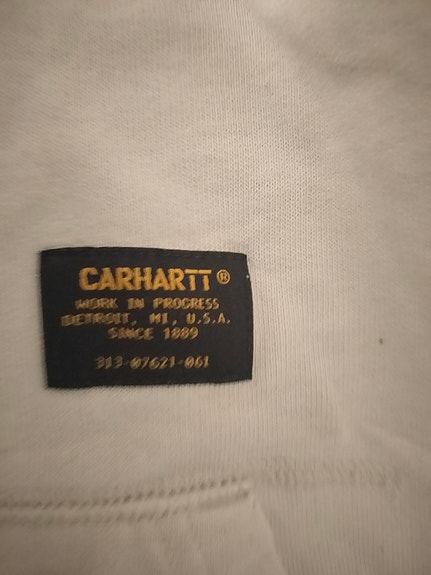 CARHARTT®
WORK IN PROGRESS
DETROIT, MI, U.S.A.
SINCE 1889
313-07621-061